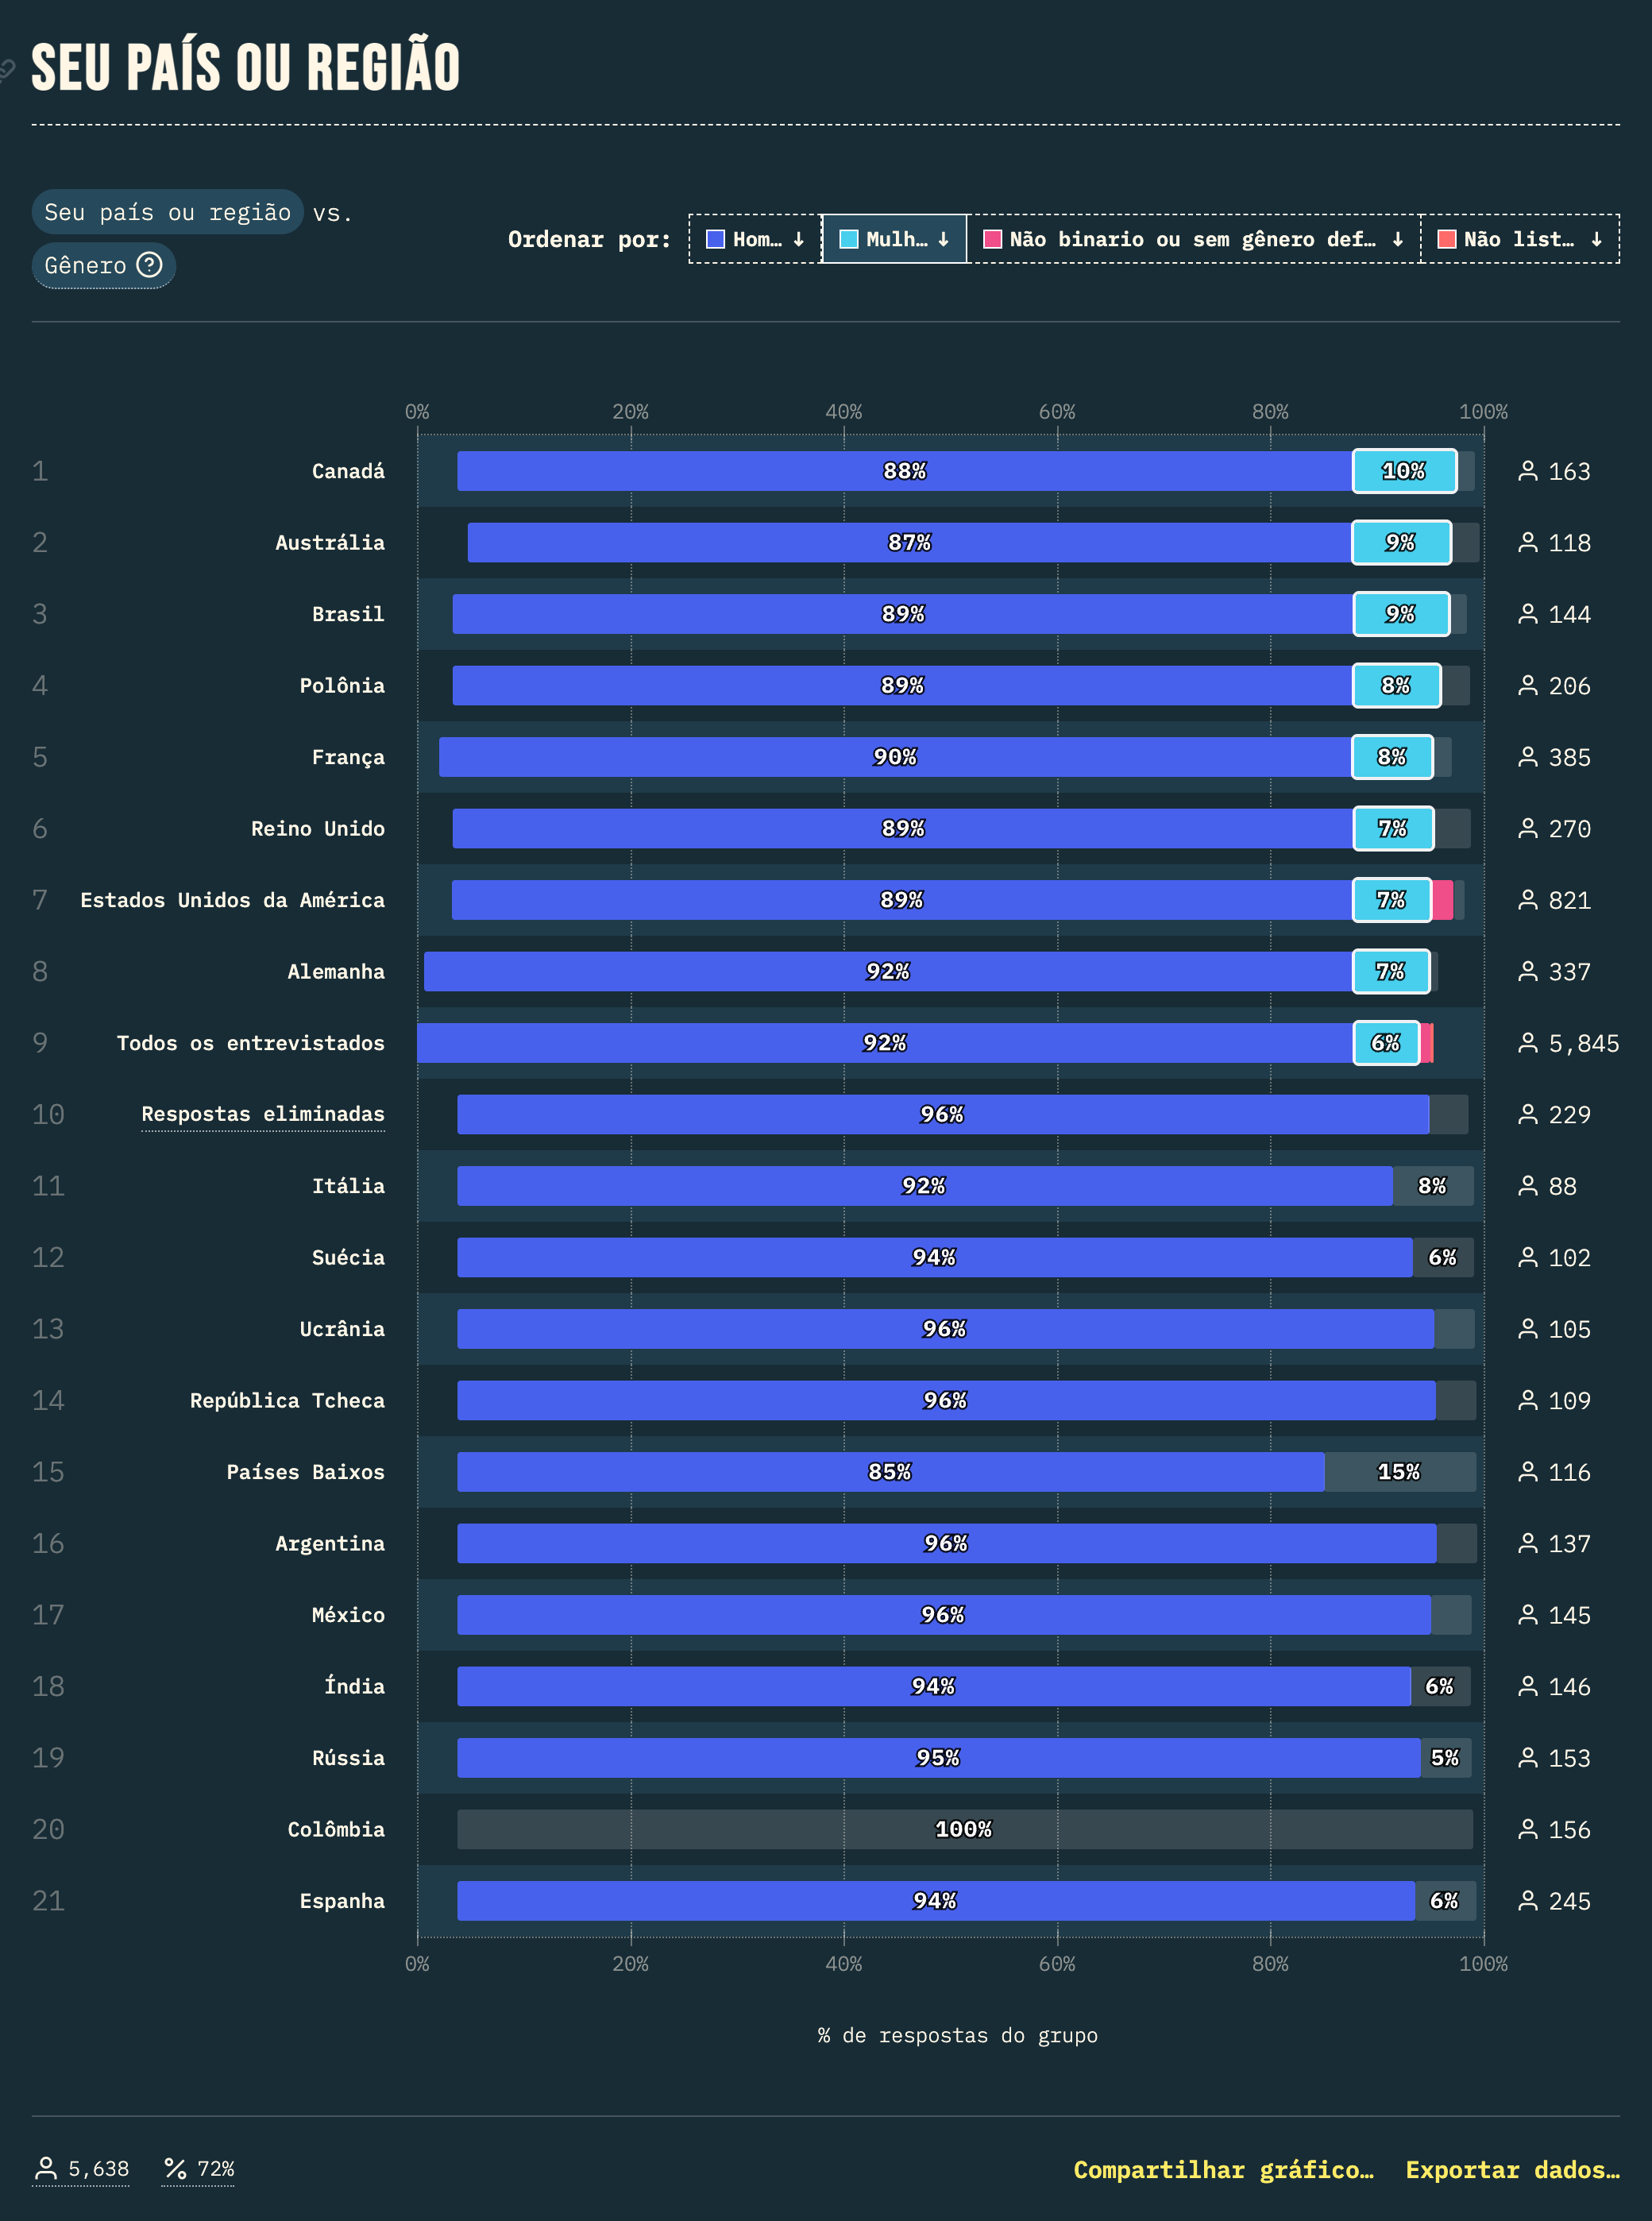 SEU PAÍS OU REGIÃO
Seu país ou região vs.
Gênero ?
Ordenar por: Hom… ↓ Mulh… ↓ Não binario ou sem gênero def… ↓ Não list… ↓
0% 20% 40% 60% 80% 100%
1 Canadá 88% 10% 163
2 Austrália 87% 9% 118
3 Brasil 89% 9% 144
4 Polônia 89% 8% 206
5 França 90% 8% 385
6 Reino Unido 89% 7% 270
7 Estados Unidos da América 89% 7% 821
8 Alemanha 92% 7% 337
9 Todos os entrevistados 92% 6% 5,845
10 Respostas eliminadas 96% 229
11 Itália 92% 8% 88
12 Suécia 94% 6% 102
13 Ucrânia 96% 105
14 República Tcheca 96% 109
15 Países Baixos 85% 15% 116
16 Argentina 96% 137
17 México 96% 145
18 Índia 94% 6% 146
19 Rússia 95% 5% 153
20 Colômbia 100% 156
21 Espanha 94% 6% 245
0% 20% 40% 60% 80% 100%
% de respostas do grupo
5,638 % 72% Compartilhar gráfico… Exportar dados…